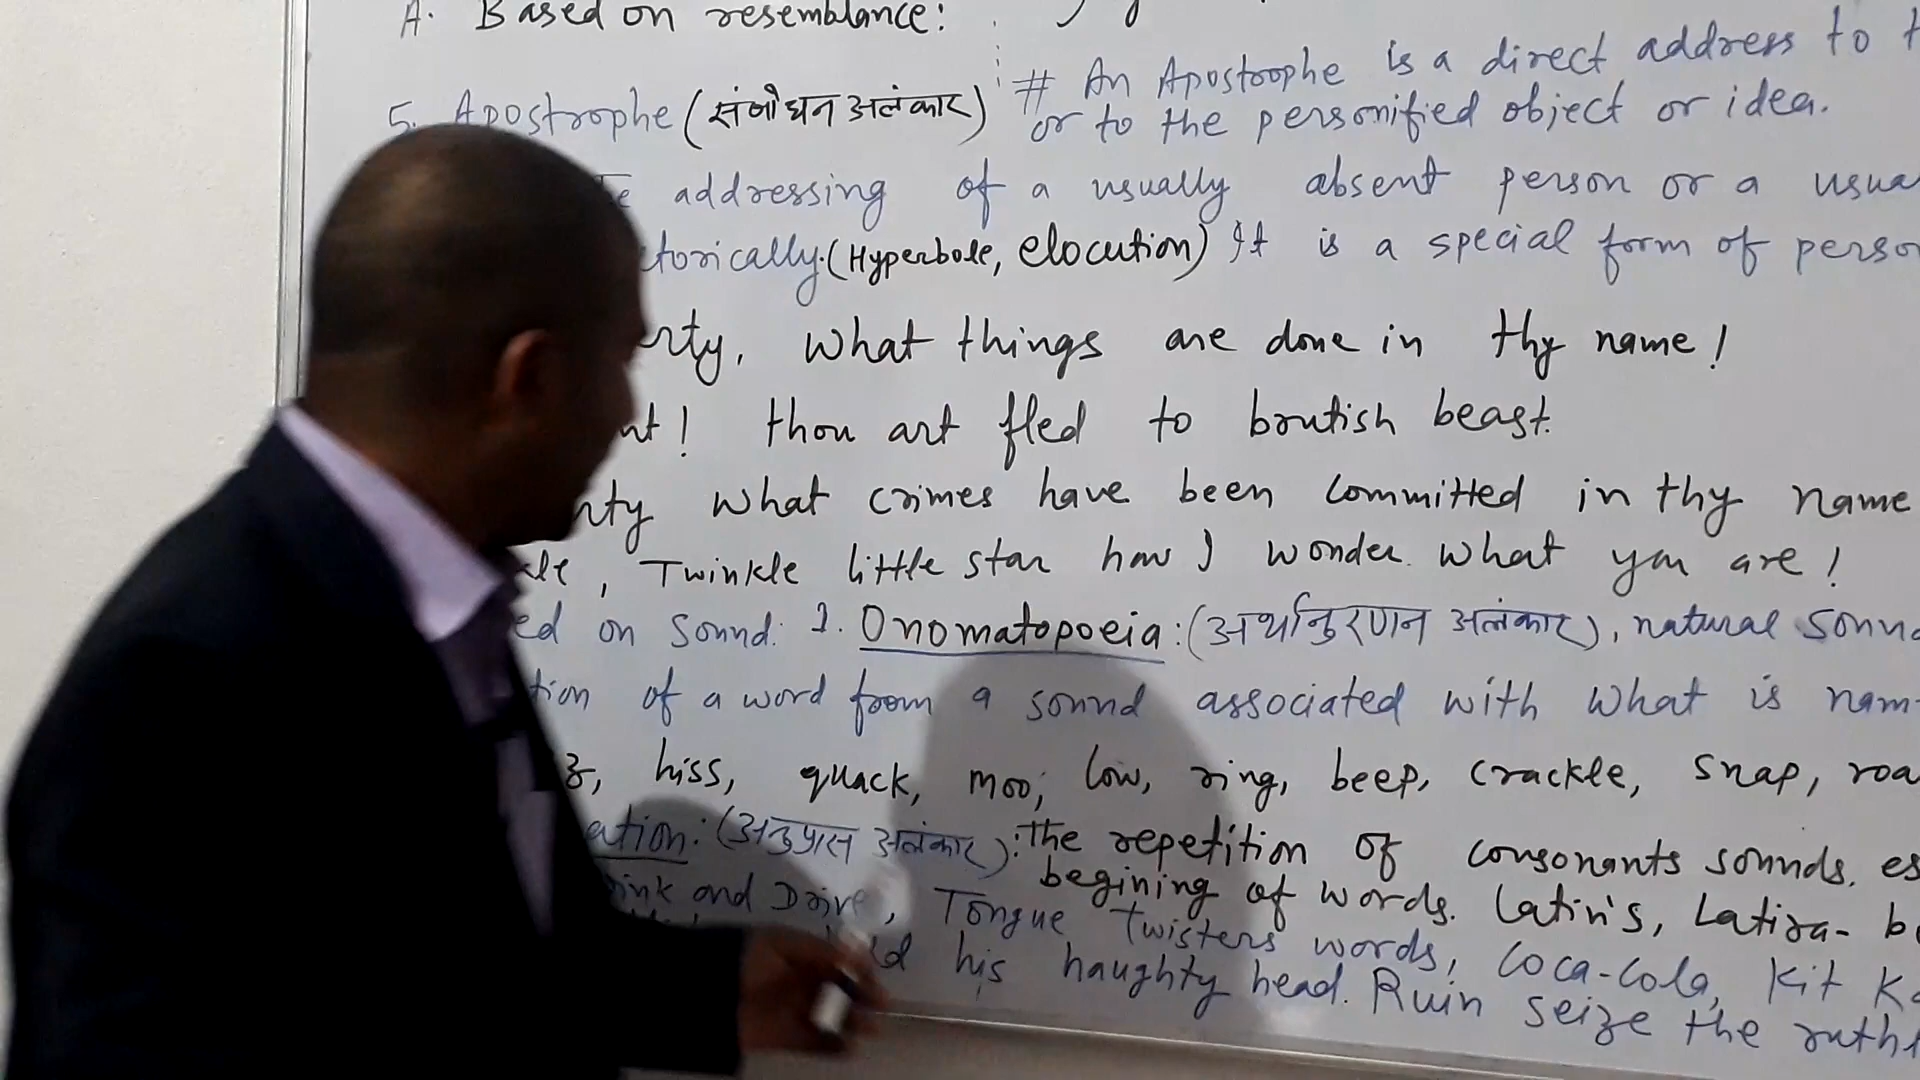 A. Based on resemblance:
# An Apostrophe is a direct address to
5. Apostrophe (संबोधन अलंकार) or to the personified object or idea.
addressing of a usually absent person or a usua
torically. (Hyperbole, elocution) It is a special form of perso
rty, what things are done in thy name!
nt! thou art fled to brutish beast.
rty what crimes have been committed in thy name
kle, Twinkle little star how I wonder what you are!
ed on sound: 1. Onomatopoeia: (अर्थानुरणन अलंकार), natural soun
tion of a word from a sound associated with what is nam
z, hiss, quack, moo, low, ring, beep, crackle, snap, roa
ation: (अनुप्रास अलंकार): The repetition of consonants sounds. es
begining of words. Latin's, Latira- b
ink and Drive, Tongue Twisters words, Coca-Cola, Kit K
his haughty head. Ruin seize the ruth